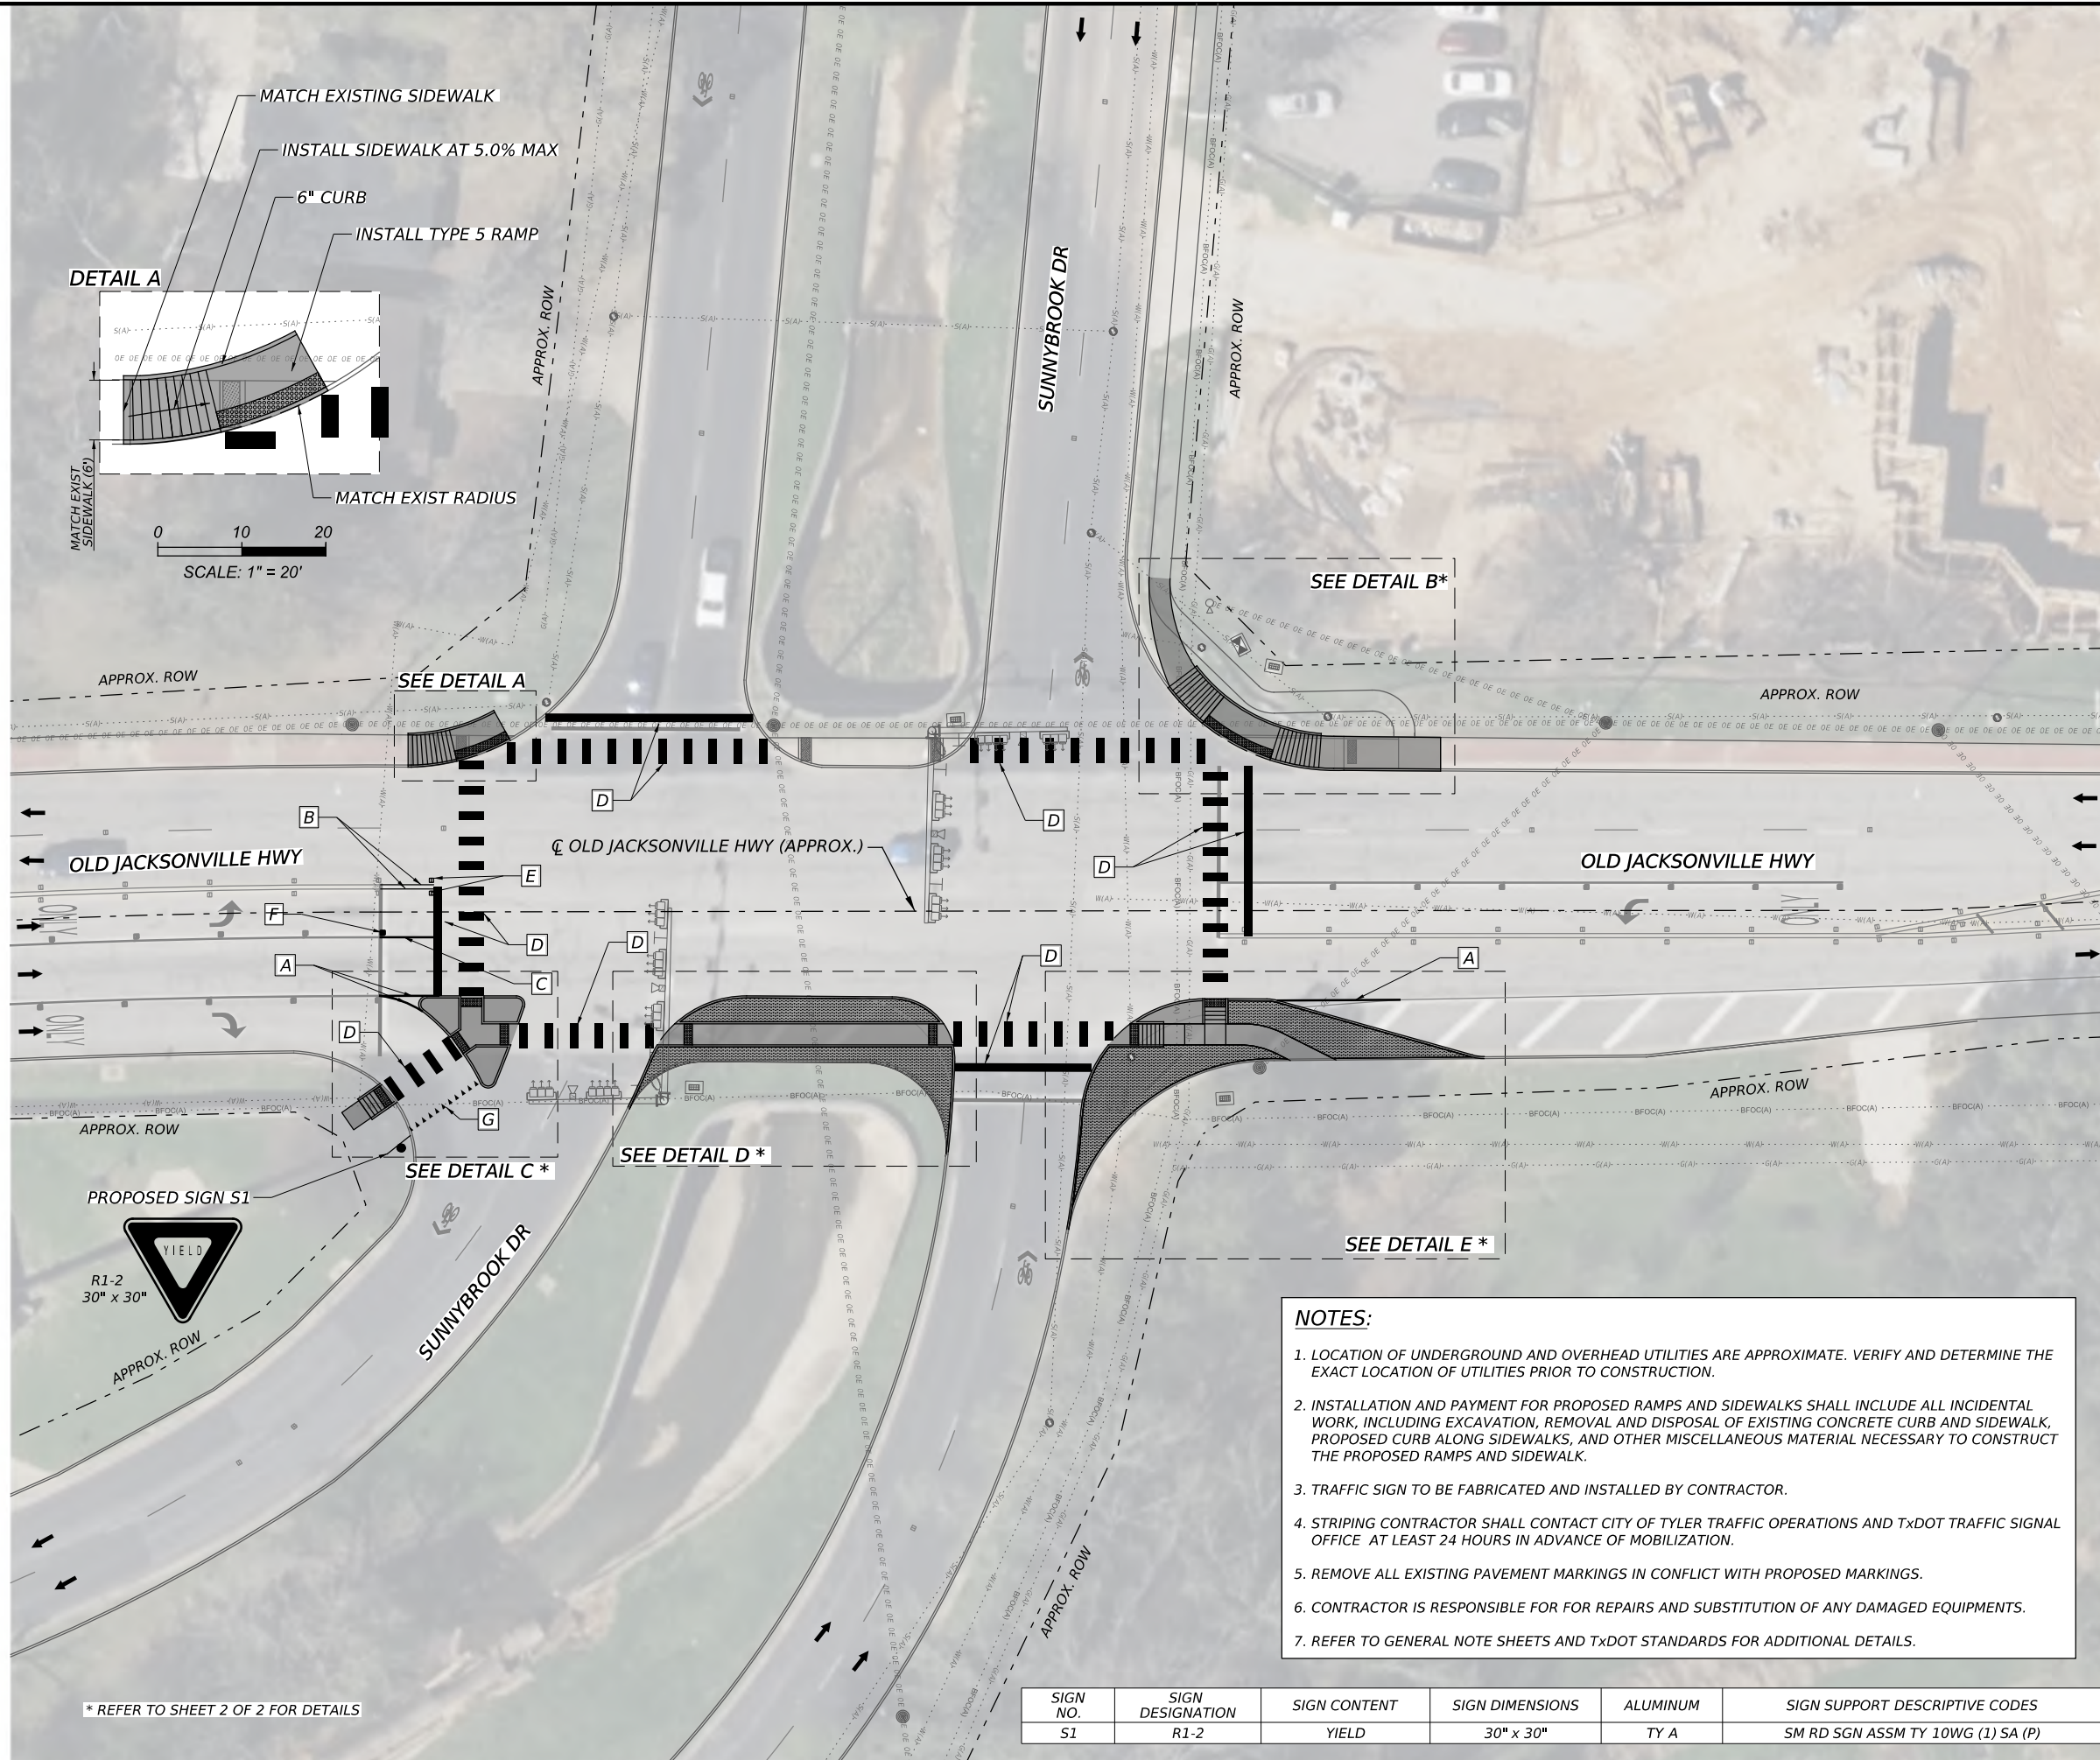 MATCH EXISTING SIDEWALK
INSTALL SIDEWALK AT 5.0% MAX
6" CURB
INSTALL TYPE 5 RAMP
DETAIL A
MATCH EXIST
SIDEWALK (6')
MATCH EXIST RADIUS
0 10 20
SCALE: 1" = 20'
APPROX. ROW
SUNNYBROOK DR
APPROX. ROW
SEE DETAIL B*
APPROX. ROW
SEE DETAIL A
APPROX. ROW
D
D
B
D
E
F
D
D
D
A
C
A
D
G
OLD JACKSONVILLE HWY
℄ OLD JACKSONVILLE HWY (APPROX.)
OLD JACKSONVILLE HWY
ONLY
ONLY
ONLY
APPROX. ROW
APPROX. ROW
SEE DETAIL C *
SEE DETAIL D *
SEE DETAIL E *
PROPOSED SIGN S1
YIELD
R1-2
30" x 30"
SUNNYBROOK DR
APPROX. ROW
APPROX. ROW
NOTES:
1. LOCATION OF UNDERGROUND AND OVERHEAD UTILITIES ARE APPROXIMATE. VERIFY AND DETERMINE THE
EXACT LOCATION OF UTILITIES PRIOR TO CONSTRUCTION.
2. INSTALLATION AND PAYMENT FOR PROPOSED RAMPS AND SIDEWALKS SHALL INCLUDE ALL INCIDENTAL
WORK, INCLUDING EXCAVATION, REMOVAL AND DISPOSAL OF EXISTING CONCRETE CURB AND SIDEWALK,
PROPOSED CURB ALONG SIDEWALKS, AND OTHER MISCELLANEOUS MATERIAL NECESSARY TO CONSTRUCT
THE PROPOSED RAMPS AND SIDEWALK.
3. TRAFFIC SIGN TO BE FABRICATED AND INSTALLED BY CONTRACTOR.
4. STRIPING CONTRACTOR SHALL CONTACT CITY OF TYLER TRAFFIC OPERATIONS AND TxDOT TRAFFIC SIGNAL
OFFICE AT LEAST 24 HOURS IN ADVANCE OF MOBILIZATION.
5. REMOVE ALL EXISTING PAVEMENT MARKINGS IN CONFLICT WITH PROPOSED MARKINGS.
6. CONTRACTOR IS RESPONSIBLE FOR FOR REPAIRS AND SUBSTITUTION OF ANY DAMAGED EQUIPMENTS.
7. REFER TO GENERAL NOTE SHEETS AND TxDOT STANDARDS FOR ADDITIONAL DETAILS.
* REFER TO SHEET 2 OF 2 FOR DETAILS
SIGN NO. SIGN DESIGNATION SIGN CONTENT SIGN DIMENSIONS ALUMINUM SIGN SUPPORT DESCRIPTIVE CODES
S1 R1-2 YIELD 30" x 30" TY A SM RD SGN ASSM TY 10WG (1) SA (P)